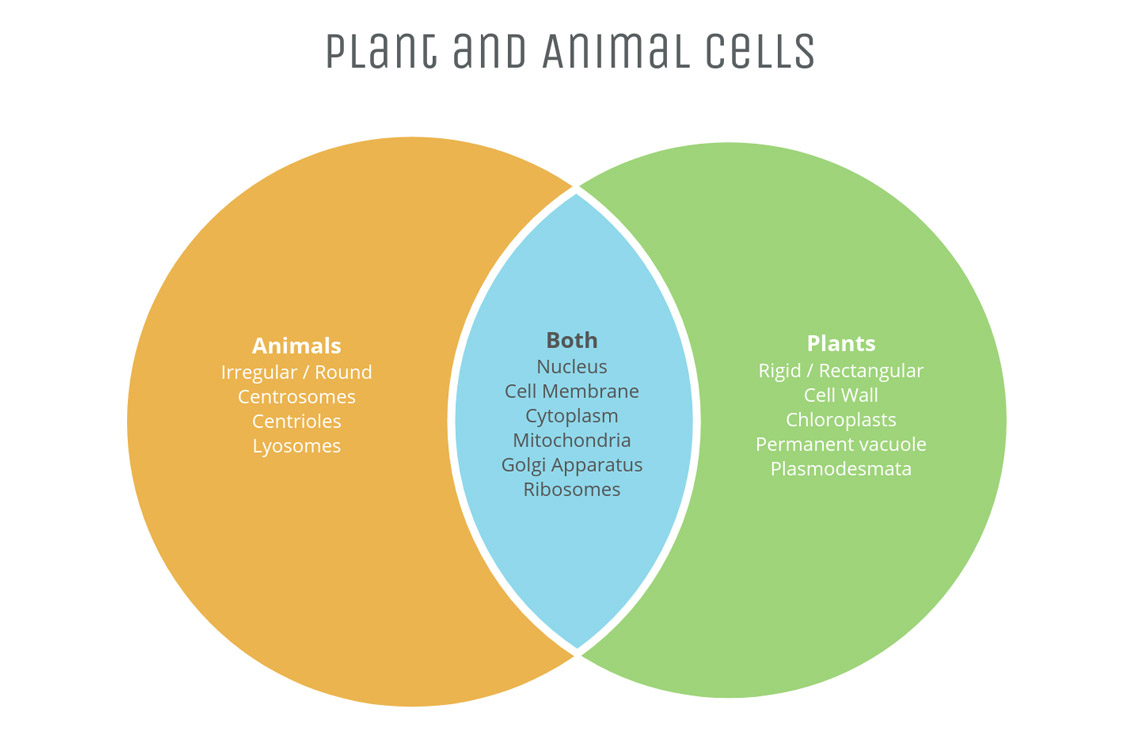 Plant and Animal Cells
Animals
Irregular / Round
Centrosomes
Centrioles
Lyosomes
Both
Nucleus
Cell Membrane
Cytoplasm
Mitochondria
Golgi Apparatus
Ribosomes
Plants
Rigid / Rectangular
Cell Wall
Chloroplasts
Permanent vacuole
Plasmodesmata